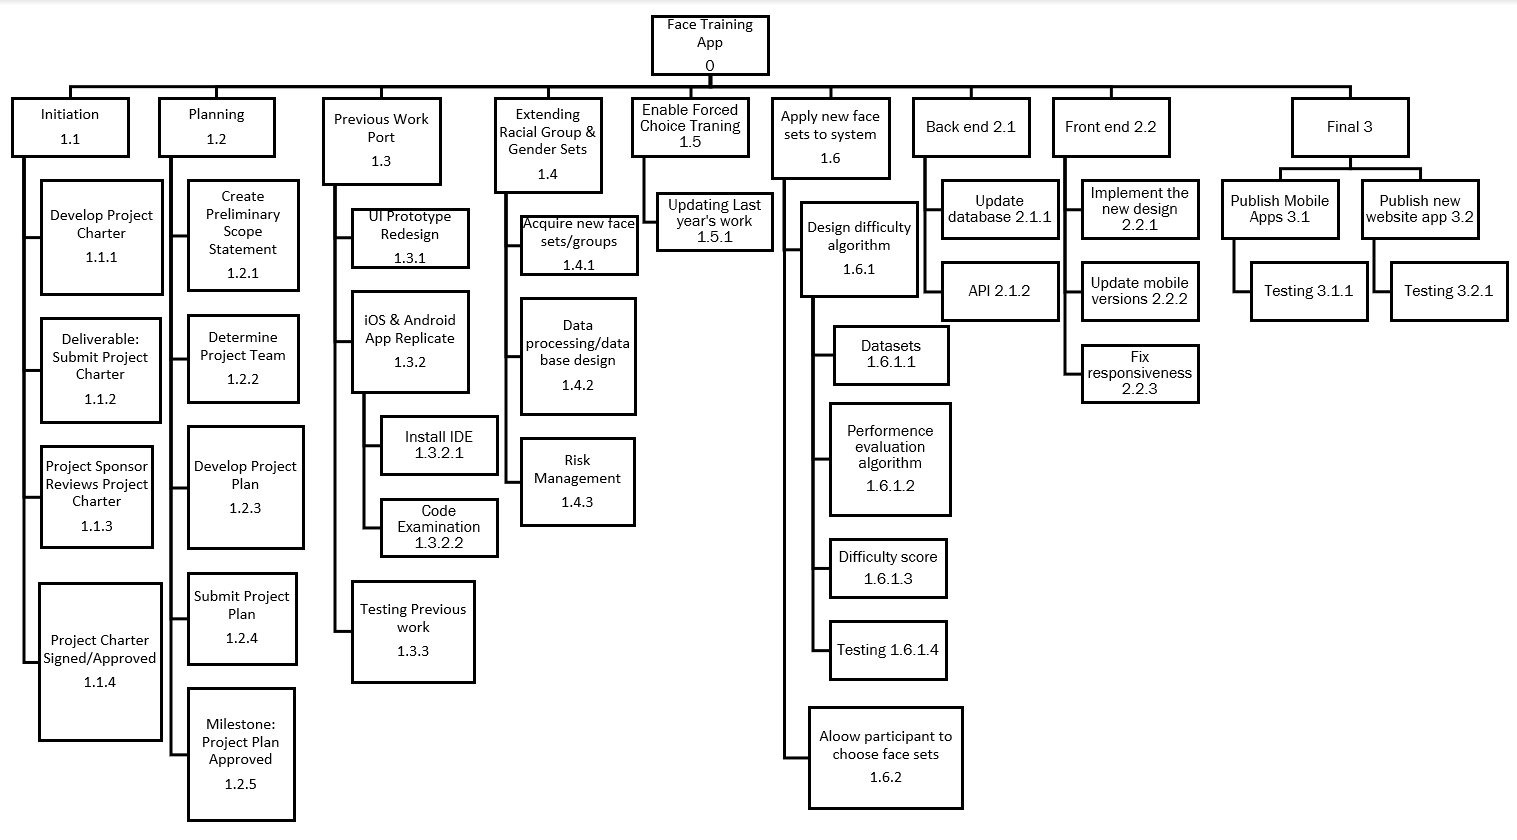 Face Training
App
0
Initiation
1.1
Develop Project
Charter
1.1.1
Deliverable:
Submit Project
Charter
1.1.2
Project Sponsor
Reviews Project
Charter
1.1.3
Project Charter
Signed/Approved
1.1.4
Planning
1.2
Create
Preliminary
Scope
Statement
1.2.1
Determine
Project Team
1.2.2
Develop Project
Plan
1.2.3
Submit Project
Plan
1.2.4
Milestone:
Project Plan
Approved
1.2.5
Previous Work
Port
1.3
UI Prototype
Redesign
1.3.1
iOS & Android
App Replicate
1.3.2
Install IDE
1.3.2.1
Code
Examination
1.3.2.2
Testing Previous
work
1.3.3
Extending
Racial Group &
Gender Sets
1.4
Acquire new face
sets/groups
1.4.1
Data
processing/data
base design
1.4.2
Risk
Management
1.4.3
Enable Forced
Choice Traning
1.5
Updating Last
year's work
1.5.1
Apply new face
sets to system
1.6
Design difficulty
algorithm
1.6.1
Datasets
1.6.1.1
Performence
evaluation
algorithm
1.6.1.2
Difficulty score
1.6.1.3
Testing 1.6.1.4
Aloow participant to
choose face sets
1.6.2
Back end 2.1
Update
database 2.1.1
API 2.1.2
Front end 2.2
Implement the
new design
2.2.1
Update mobile
versions 2.2.2
Fix
responsiveness
2.2.3
Final 3
Publish Mobile
Apps 3.1
Testing 3.1.1
Publish new
website app 3.2
Testing 3.2.1